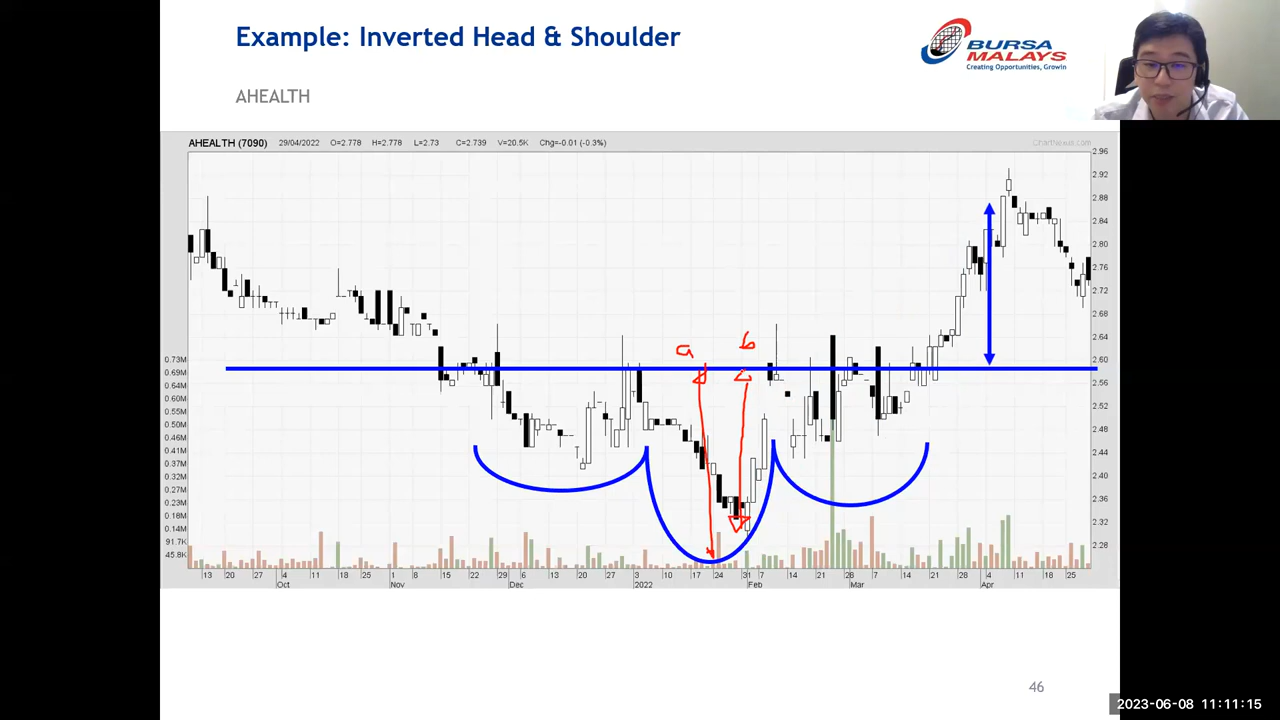 Example: Inverted Head & Shoulder
BURSA
MALAYS
Creating Opportunities, Growin
AHEALTH
AHEALTH (7090) 29/04/2022 O=2.778 H=2.778 L=2.73 C=2.739 V=20.5K Chg=-0.01 (-0.3%)
ChartNexus.com
2.96
2.92
2.88
2.84
2.80
2.76
2.72
2.68
2.64
2.60
2.56
2.52
2.48
2.44
2.40
2.36
2.32
2.28
0.73M
0.69M
0.64M
0.60M
0.55M
0.50M
0.46M
0.41M
0.37M
0.32M
0.27M
0.23M
0.18M
0.14M
91.7K
45.8K
a
b
13 20 27 4 11 18 25 1 8 15 22 29 6 13 20 27 3 10 17 24 31 7 14 21 28 7 14 21 28 4 11 18 25
Oct Nov Dec 2022 Feb Mar Apr
46
2023-06-08 11:11:15